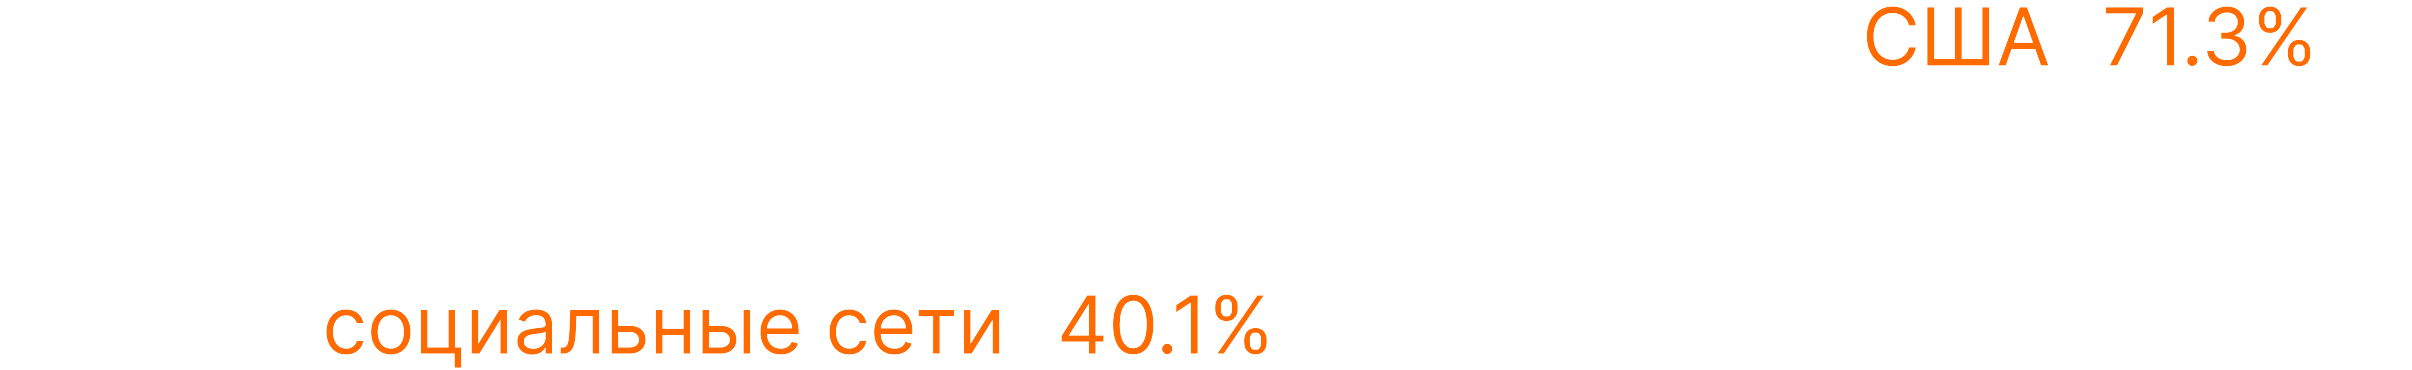 США 71.3%
социальные сети 40.1%